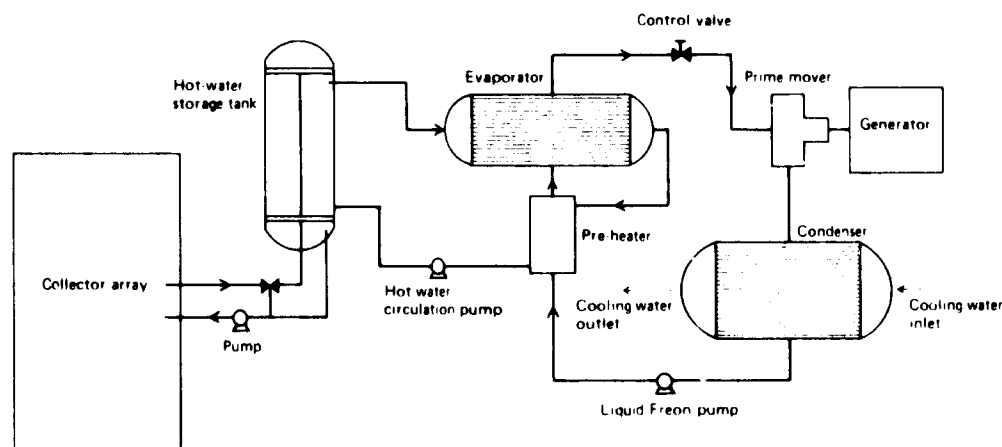 Control valve
Hot-water
storage tank
Evaporator
Prime mover
Generator
Pre-heater
Condenser
Collector array
Hot water
circulation pump
Cooling water
outlet
Cooling water
inlet
Pump
Liquid Freon pump